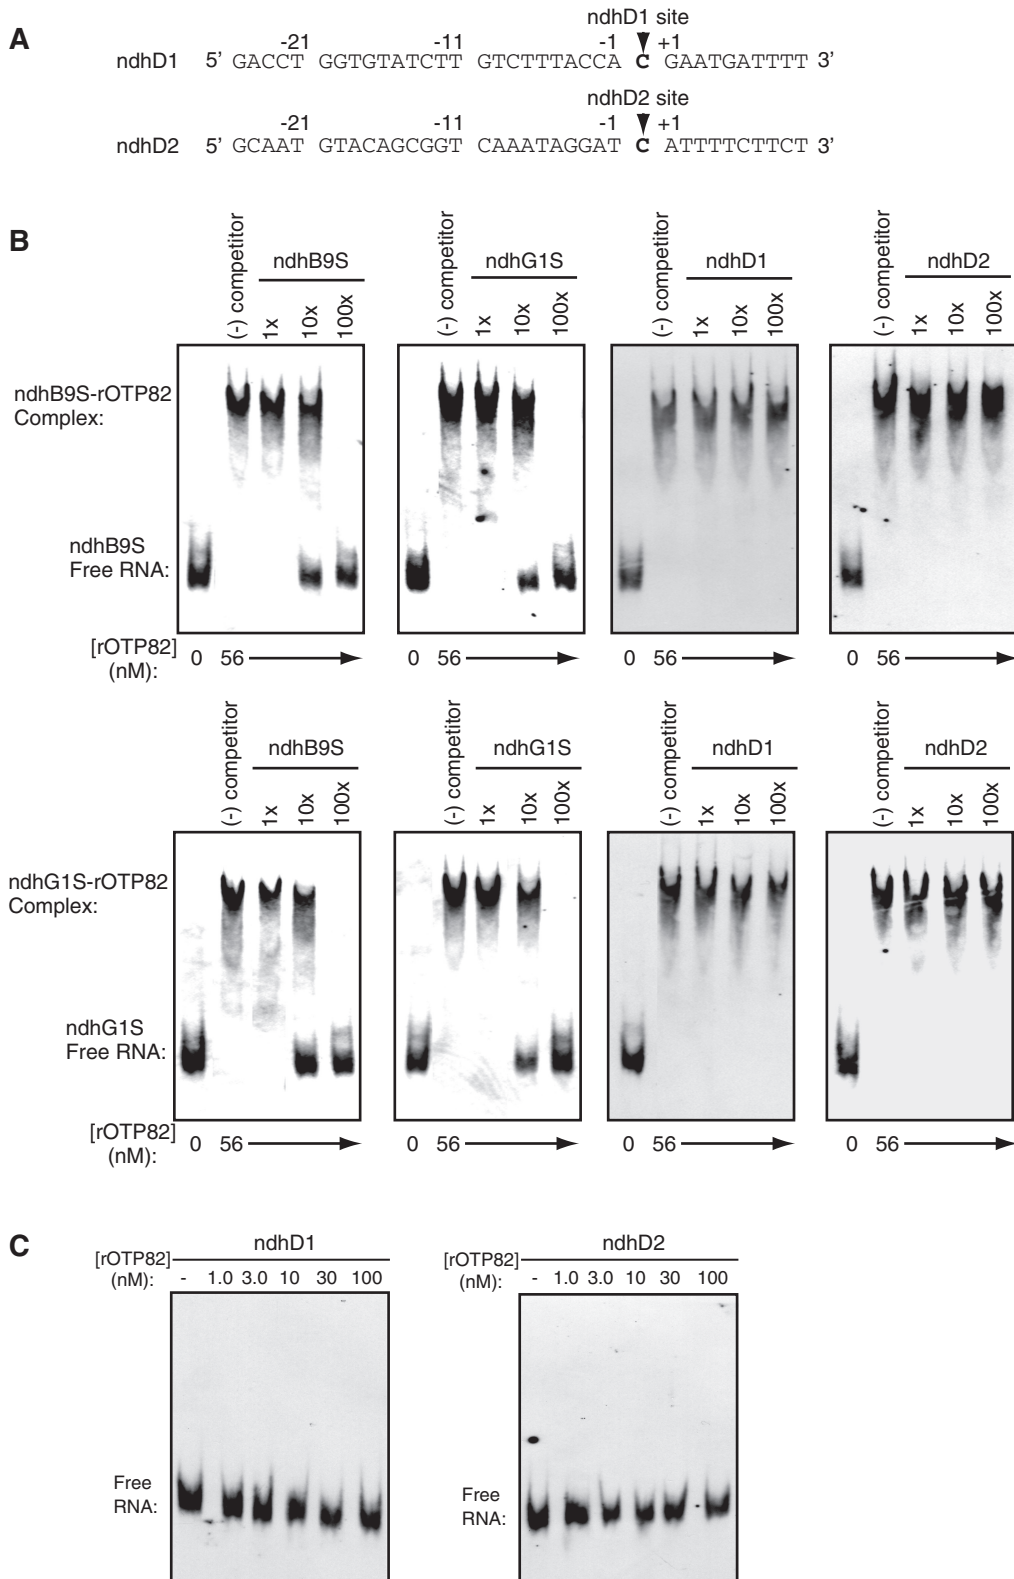 A
ndhD1 site
-21 -11 -1 +1
ndhD1 5’ GACCT GGTGTATCTT GTCTTTACCA C GAATGATTTT 3’
ndhD2 site
-21 -11 -1 +1
ndhD2 5’ GCAAT GTACAGCGGT CAAATAGGAT C ATTTTCTTCT 3’
B
(-) competitor ndhB9S 1x 10x 100x
(-) competitor ndhG1S 1x 10x 100x
(-) competitor ndhD1 1x 10x 100x
(-) competitor ndhD2 1x 10x 100x
ndhB9S-rOTP82
Complex:
ndhB9S
Free RNA:
[rOTP82]
(nM):
0 56 0 56 0 56 0 56
(-) competitor ndhB9S 1x 10x 100x
(-) competitor ndhG1S 1x 10x 100x
(-) competitor ndhD1 1x 10x 100x
(-) competitor ndhD2 1x 10x 100x
ndhG1S-rOTP82
Complex:
ndhG1S
Free RNA:
[rOTP82]
(nM):
0 56 0 56 0 56 0 56
C
ndhD1
[rOTP82]
(nM): - 1.0 3.0 10 30 100
Free
RNA:
ndhD2
[rOTP82]
(nM): - 1.0 3.0 10 30 100
Free
RNA: